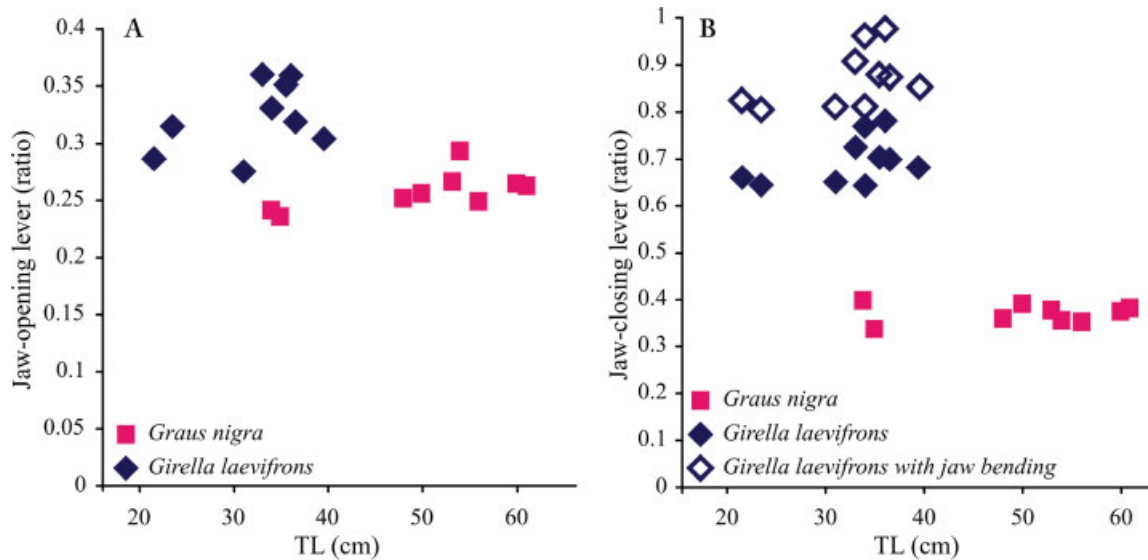 A
0.4
0.35
0.3
0.25
0.2
0.15
0.1
0.05
0
Jaw-opening lever (ratio)
Graus nigra
Girella laevifrons
20 30 40 50 60
TL (cm)
B
1
0.9
0.8
0.7
0.6
0.5
0.4
0.3
0.2
0.1
0
Jaw-closing lever (ratio)
Graus nigra
Girella laevifrons
Girella laevifrons with jaw bending
20 30 40 50 60
TL (cm)